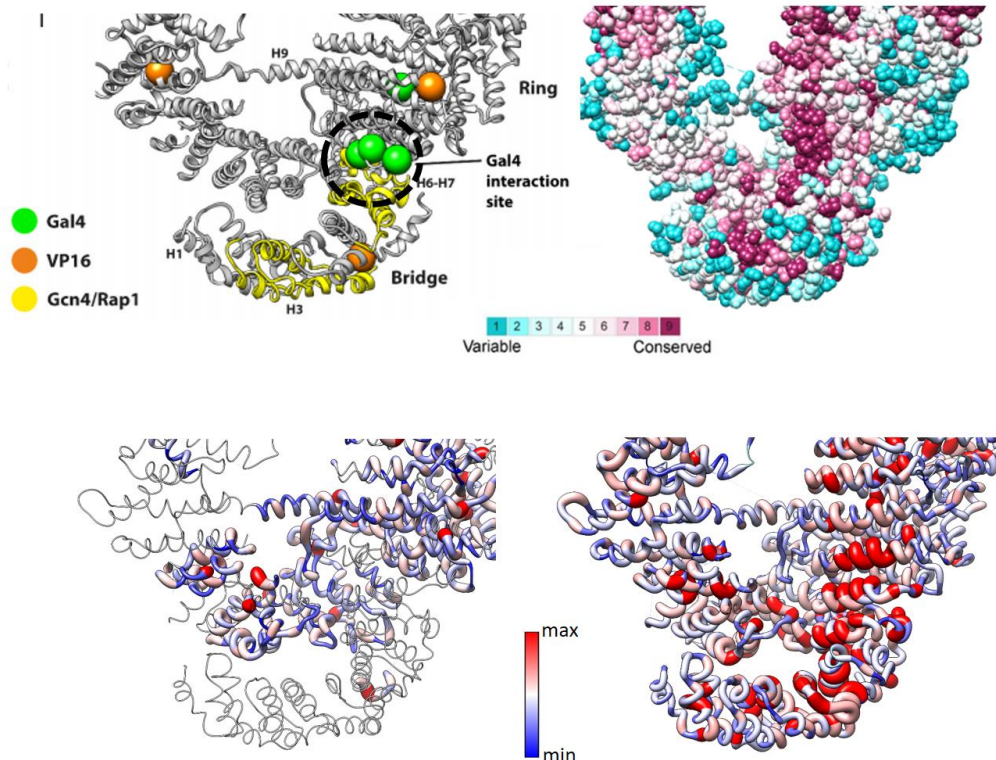 I
H9
Ring
Gal4
interaction
site
H6-H7
Gal4
VP16
Gcn4/Rap1
H1
Bridge
H3
1 2 3 4 5 6 7 8 9
Variable Conserved
max
min